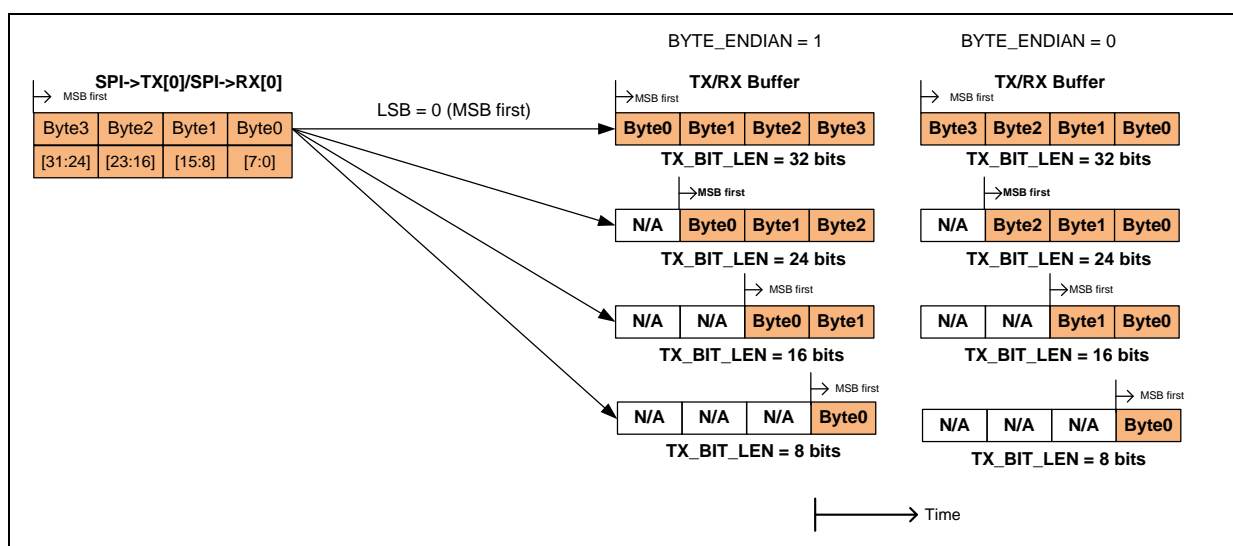 BYTE_ENDIAN = 1 BYTE_ENDIAN = 0
SPI->TX[0]/SPI->RX[0] TX/RX Buffer TX/RX Buffer
MSB first MSB first MSB first
LSB = 0 (MSB first)
Byte3 Byte2 Byte1 Byte0 Byte0 Byte1 Byte2 Byte3 Byte3 Byte2 Byte1 Byte0
[31:24] [23:16] [15:8] [7:0] TX_BIT_LEN = 32 bits TX_BIT_LEN = 32 bits
MSB first MSB first
N/A Byte0 Byte1 Byte2 N/A Byte2 Byte1 Byte0
TX_BIT_LEN = 24 bits TX_BIT_LEN = 24 bits
MSB first MSB first
N/A N/A Byte0 Byte1 N/A N/A Byte1 Byte0
TX_BIT_LEN = 16 bits TX_BIT_LEN = 16 bits
MSB first MSB first
N/A N/A N/A Byte0 N/A N/A N/A Byte0
TX_BIT_LEN = 8 bits TX_BIT_LEN = 8 bits
Time